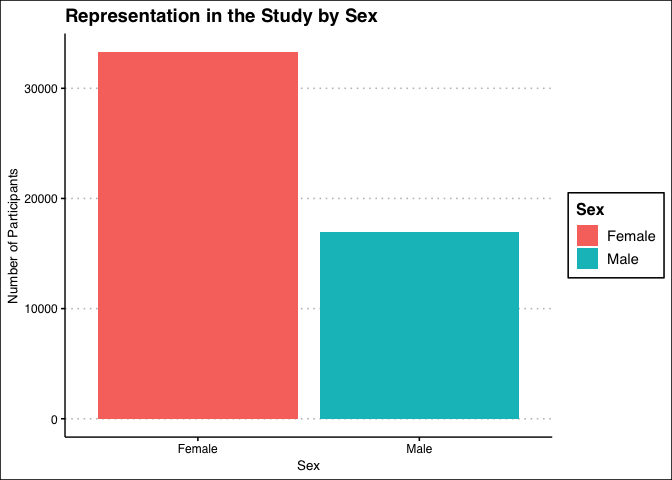 Representation in the Study by Sex
Number of Participants
30000
20000
10000
0
Female
Male
Sex
Sex
Female
Male